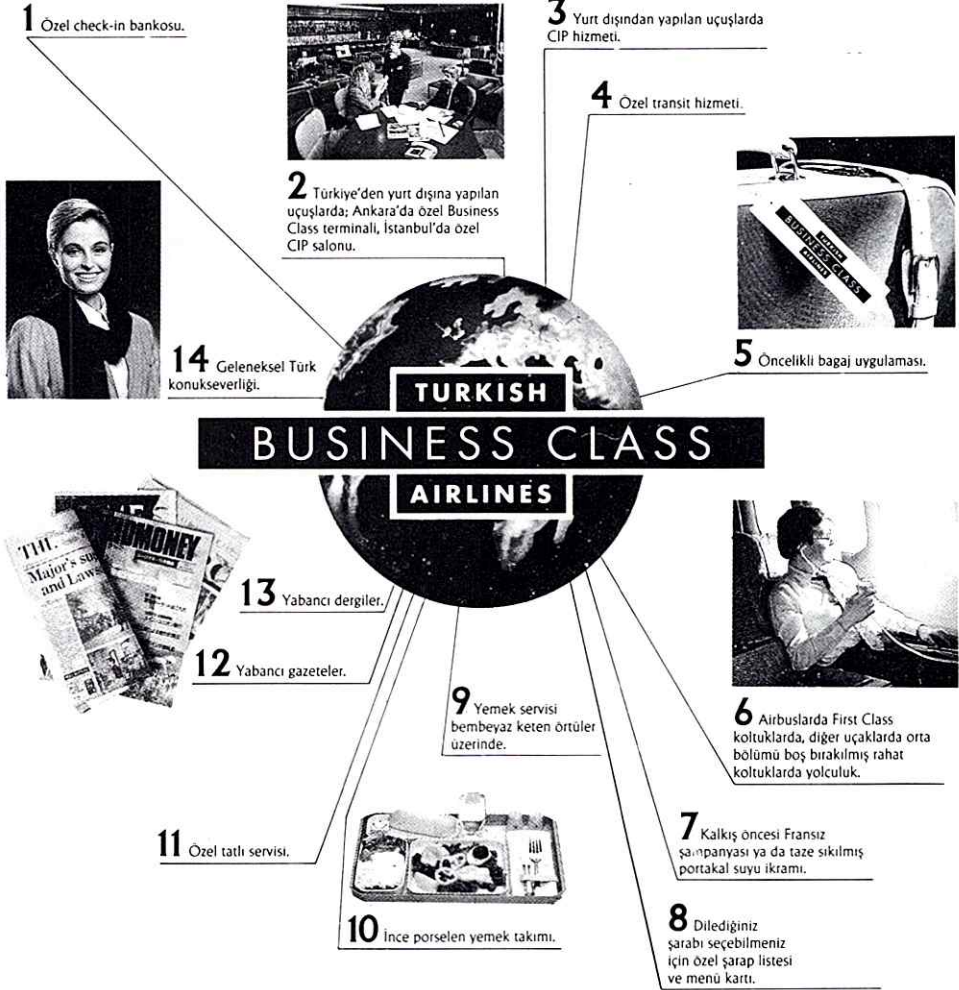 1 Özel check-in bankosu.
2 Türkiye'den yurt dışına yapılan
uçuşlarda; Ankara'da özel Business
Class terminali, İstanbul'da özel
CIP salonu.
3 Yurt dışından yapılan uçuşlarda
CIP hizmeti.
4 Özel transit hizmeti.
TURKISH
BUSINESS CLASS
AIRLINES
5 Öncelikli bagaj uygulaması.
14 Geleneksel Türk
konukseverliği.
TURKISH
BUSINESS CLASS
AIRLINES
THE
Major's
and Law
MONEY
13 Yabancı dergiler.
12 Yabancı gazeteler.
9 Yemek servisi
bembeyaz keten örtüler
üzerinde.
6 Airbuslarda First Class
koltuklarda, diğer uçaklarda orta
bölümü boş bırakılmış rahat
koltuklarda yolculuk.
11 Özel tatlı servisi.
7 Kalkış öncesi Fransız
şampanyası ya da taze sıkılmış
portakal suyu ikramı.
10 İnce porselen yemek takımı.
8 Dilediğiniz
şarabı seçebilmeniz
için özel şarap listesi
ve menü kartı.